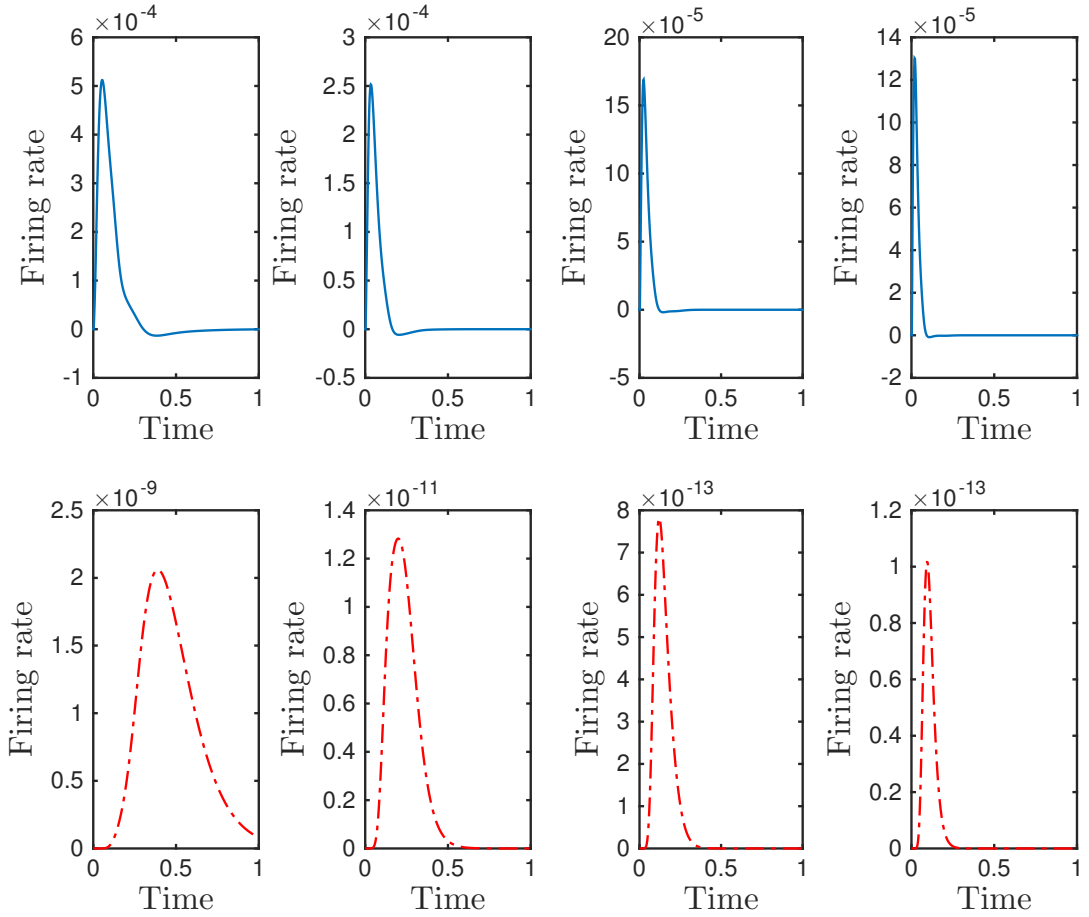 ×10-4
6
5
4
3
2
1
0
-1
0 0.5 1
Firing rate
Time
×10-4
3
2.5
2
1.5
1
0.5
0
-0.5
0 0.5 1
Firing rate
Time
×10-5
20
15
10
5
0
-5
0 0.5 1
Firing rate
Time
×10-5
14
12
10
8
6
4
2
0
-2
0 0.5 1
Firing rate
Time
×10-9
2.5
2
1.5
1
0.5
0
0 0.5 1
Firing rate
Time
×10-11
1.4
1.2
1
0.8
0.6
0.4
0.2
0
0 0.5 1
Firing rate
Time
×10-13
8
7
6
5
4
3
2
1
0
0 0.5 1
Firing rate
Time
×10-13
1.2
1
0.8
0.6
0.4
0.2
0
0 0.5 1
Firing rate
Time